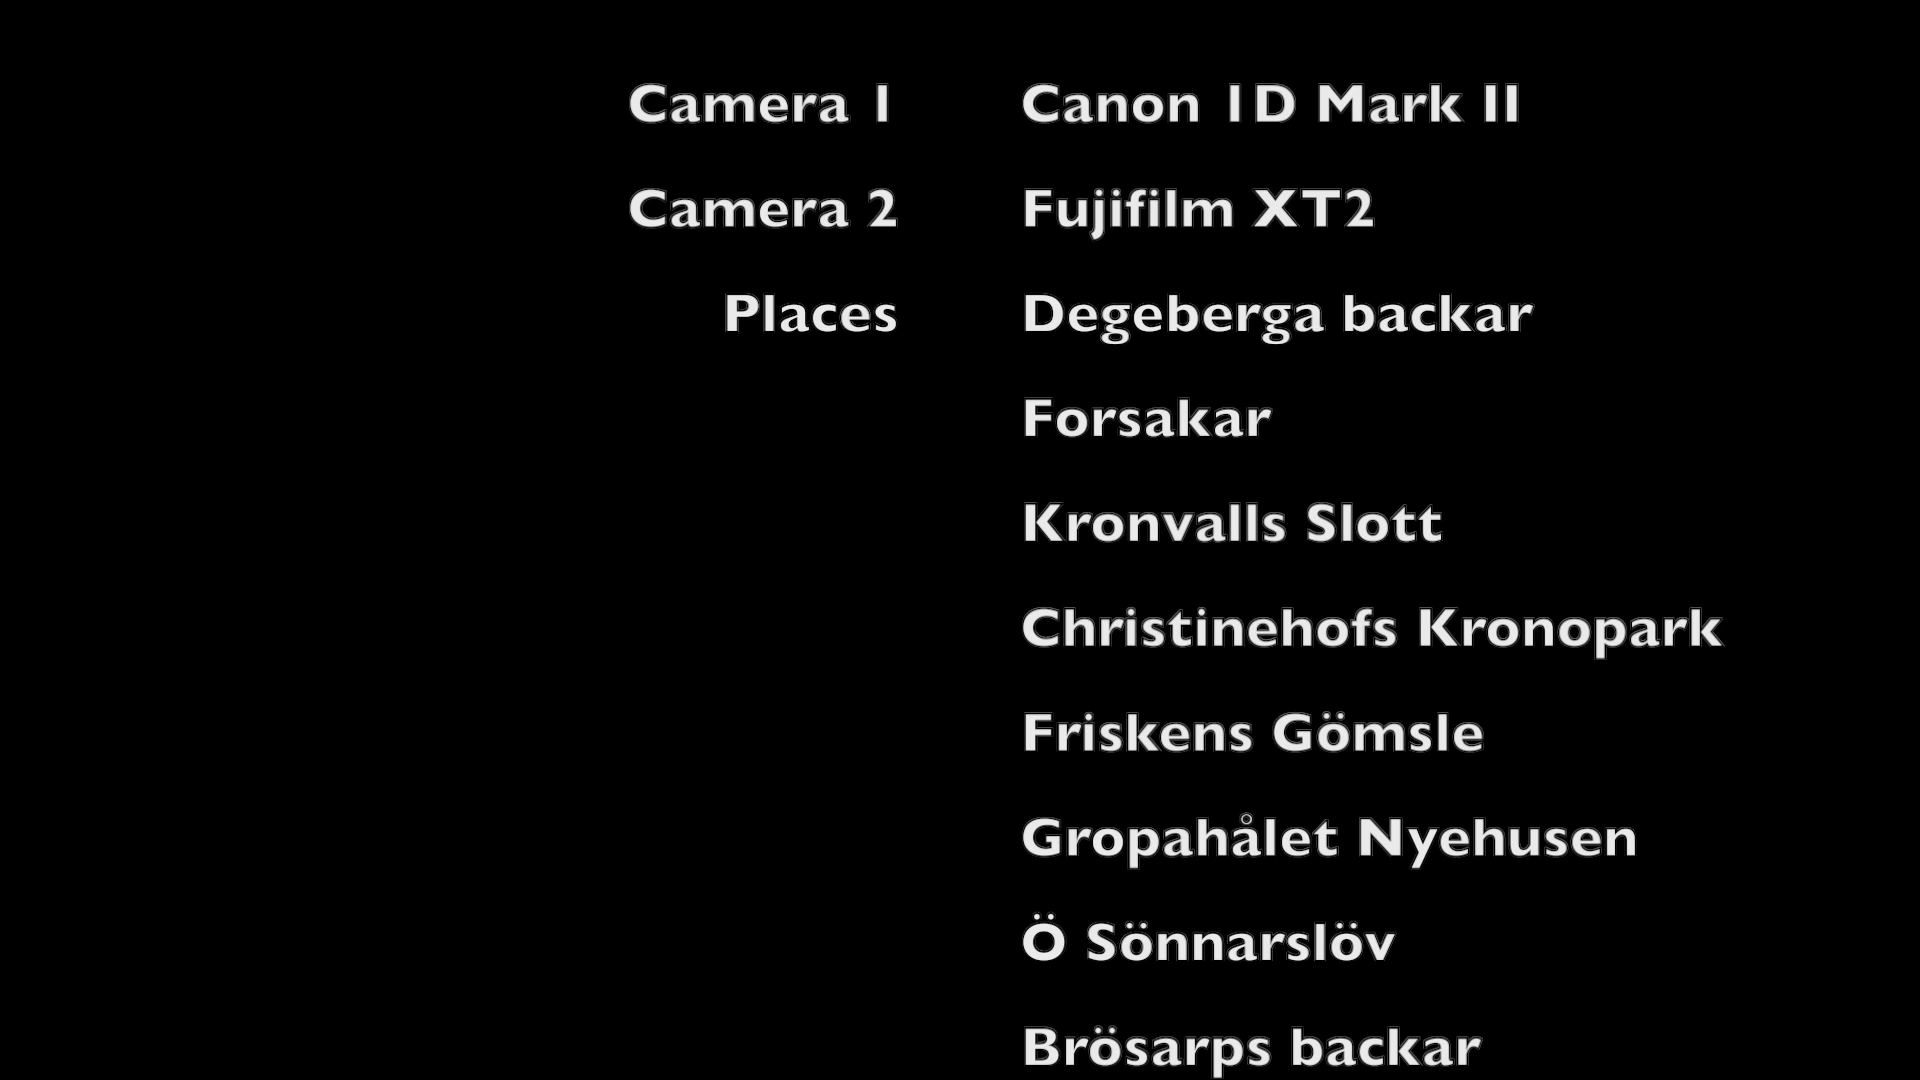 Camera 1 Canon 1D Mark II
Camera 2 Fujifilm XT2
Places Degeberga backar
Forsakar
Kronvalls Slott
Christinehofs Kronopark
Friskens Gömsle
Gropahålet Nyehusen
Ö Sönnarslöv
Brösarps backar